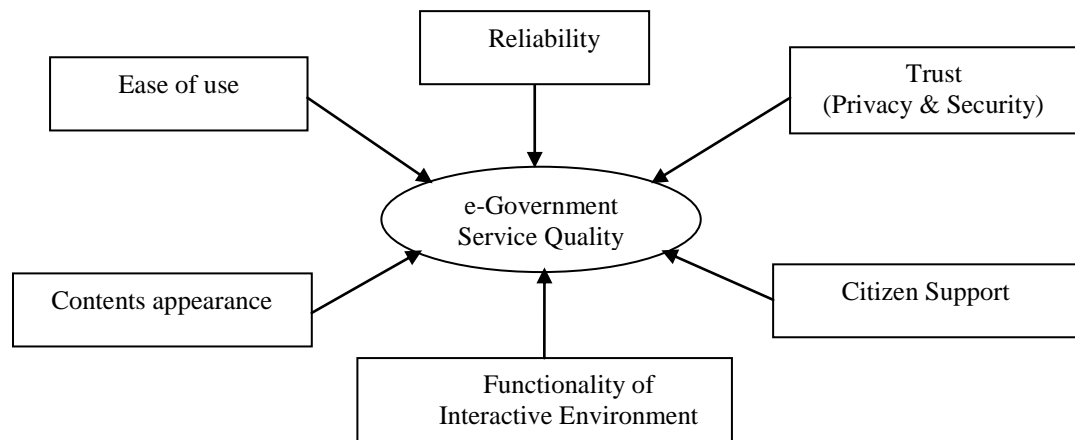 Reliability
Ease of use
Trust
(Privacy & Security)
e-Government
Service Quality
Contents appearance
Citizen Support
Functionality of
Interactive Environment